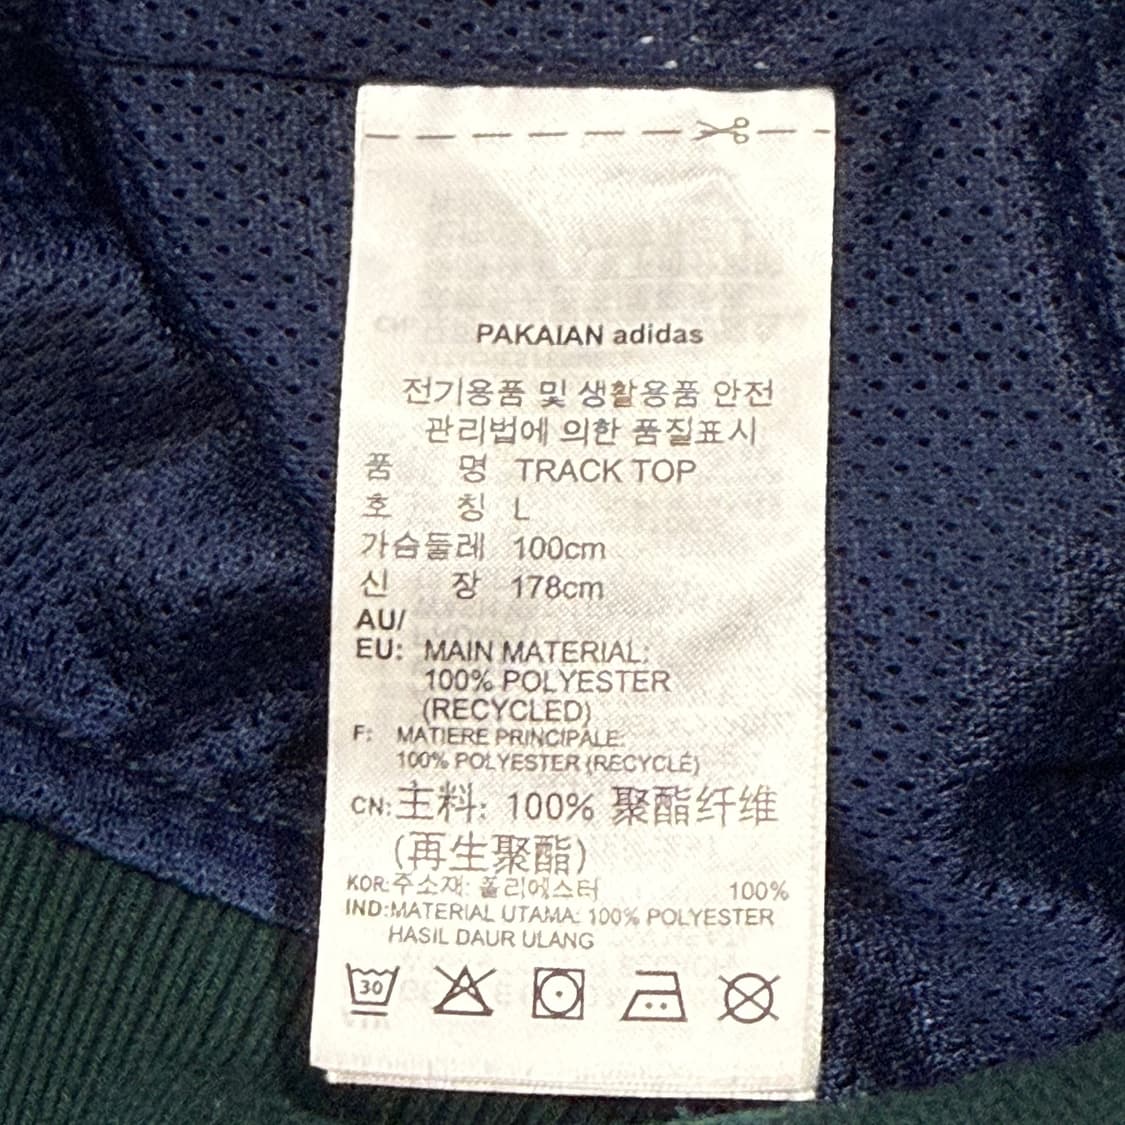 PAKAIAN adidas
전기용품 및 생활용품 안전
관리법에 의한 품질표시
품 명 TRACK TOP
호 칭 L
가슴둘레 100cm
신 장 178cm
AU/
EU: MAIN MATERIAL:
100% POLYESTER
(RECYCLED)
F: MATIERE PRINCIPALE:
100% POLYESTER (RECYCLÉ)
CN:主料: 100% 聚酯纤维
(再生聚酯)
KOR:주소재: 폴리에스터 100%
IND:MATERIAL UTAMA: 100% POLYESTER
HASIL DAUR ULANG
30